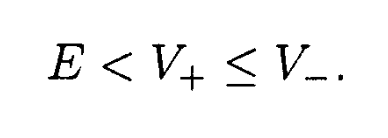 E < V₊ ≤ V₋.